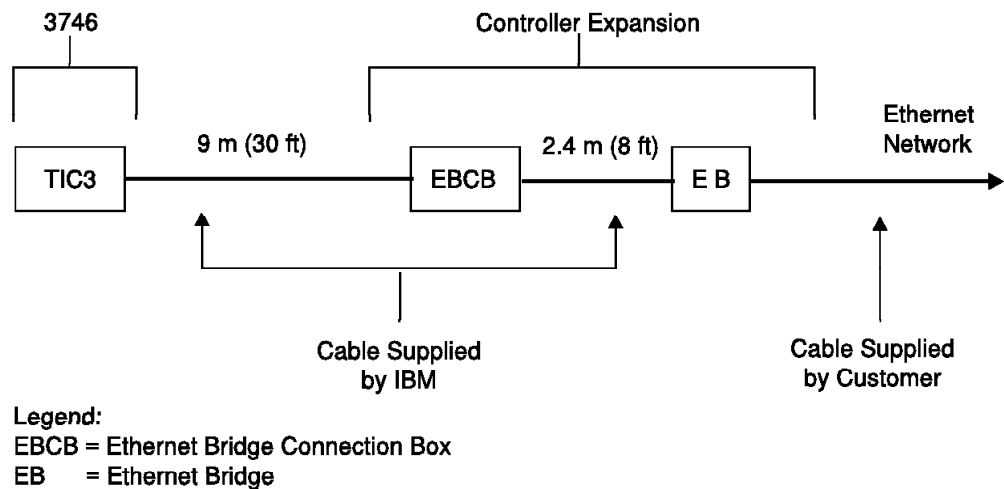 3746
Controller Expansion
9 m (30 ft)
2.4 m (8 ft)
Ethernet
Network
TIC3
EBCB
E B
Cable Supplied
by IBM
Cable Supplied
by Customer
Legend:
EBCB = Ethernet Bridge Connection Box
EB = Ethernet Bridge